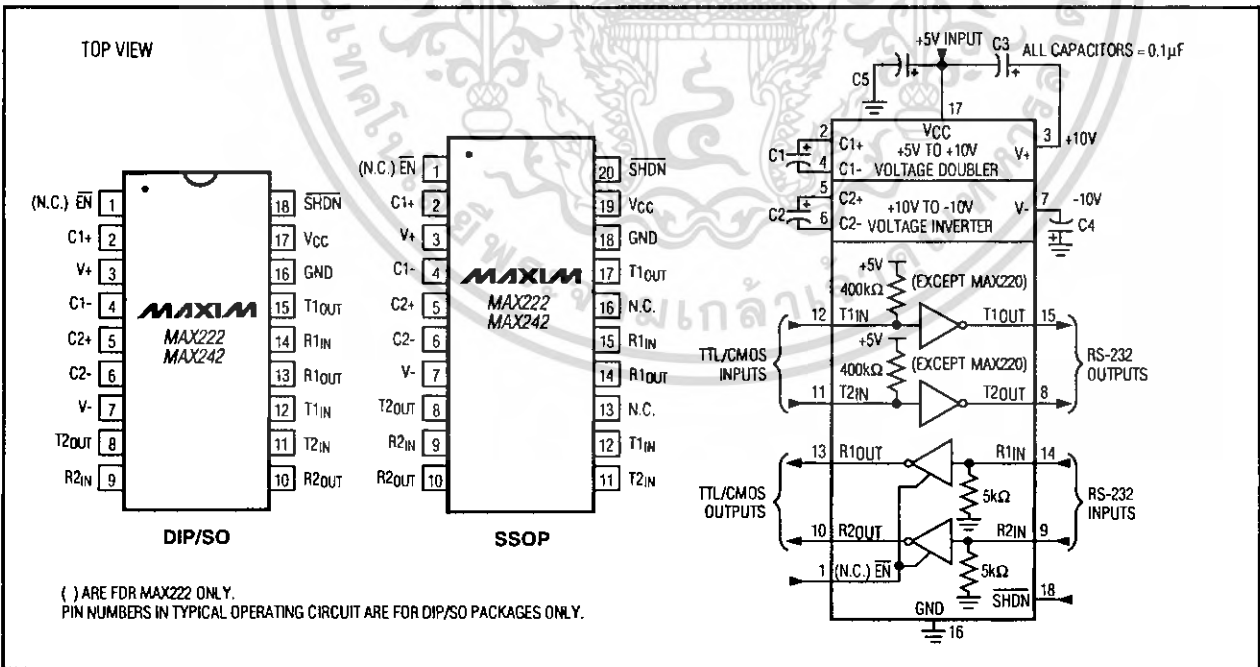 TOP VIEW
(N.C.) EN 1
C1+ 2
V+ 3
C1- 4
C2+ 5
C2- 6
V- 7
T2OUT 8
R2IN 9
18 SHDN
17 VCC
16 GND
15 T1OUT
14 R1IN
13 R1OUT
12 T1IN
11 T2IN
10 R2OUT
MAXIM
MAX222
MAX242
DIP/SO
(N.C.) EN 1
C1+ 2
V+ 3
C1- 4
C2+ 5
C2- 6
V- 7
T2OUT 8
R2IN 9
R2OUT 10
20 SHDN
19 VCC
18 GND
17 T1OUT
16 N.C.
15 R1IN
14 R1OUT
13 N.C.
12 T1IN
11 T2IN
MAXIM
MAX222
MAX242
SSOP
+5V INPUT C3
ALL CAPACITORS = 0.1µF
C5
17
VCC
2 C1+ +5V TO +10V V+ 3 +10V
C1
4 C1- VOLTAGE DOUBLER
5 C2+ +10V TO -10V V- 7 -10V
C2
6 C2- VOLTAGE INVERTER
C4
+5V
400kΩ (EXCEPT MAX220)
12 T1IN T1OUT 15
+5V
TTL/CMOS
INPUTS
400kΩ (EXCEPT MAX220)
RS-232
OUTPUTS
11 T2IN T2OUT 8
13 R1OUT R1IN 14
5kΩ
TTL/CMOS
OUTPUTS
RS-232
INPUTS
10 R2OUT R2IN 9
5kΩ
1 (N.C.) EN
SHDN 18
GND
16
( ) ARE FOR MAX222 ONLY.
PIN NUMBERS IN TYPICAL OPERATING CIRCUIT ARE FOR DIP/SO PACKAGES ONLY.